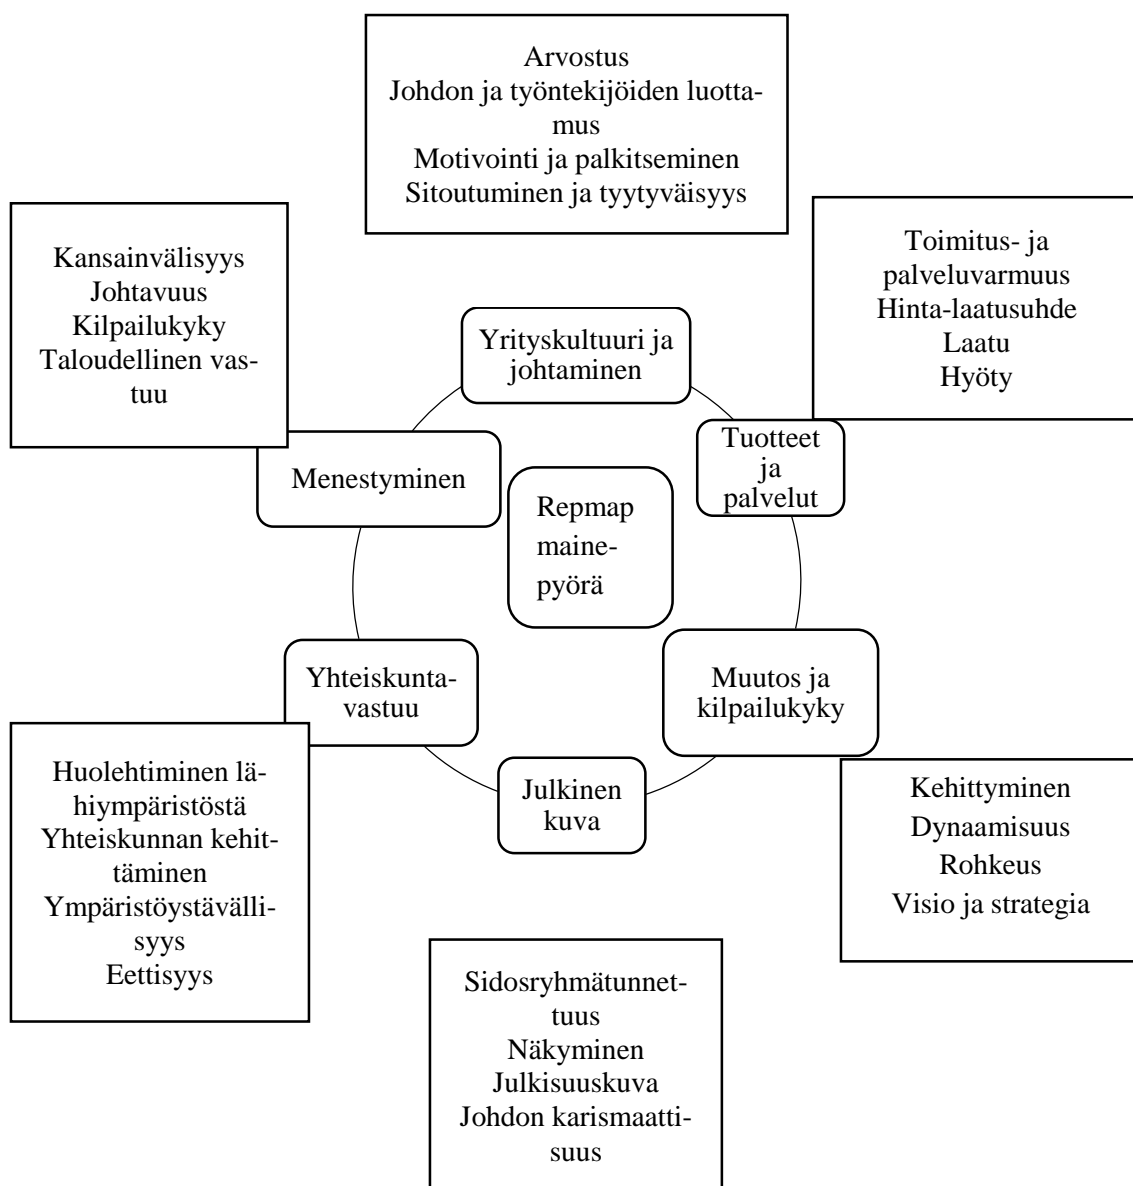 Arvostus
Johdon ja työntekijöiden luotta-
mus
Motivointi ja palkitseminen
Sitoutuminen ja tyytyväisyys
Kansainvälisyys
Johtavuus
Kilpailukyky
Taloudellinen vas-
tuu
Toimitus- ja
palveluvarmuus
Hinta-laatusuhde
Laatu
Hyöty
Yrityskultuuri ja
johtaminen
Tuotteet
ja
palvelut
Menestyminen
Repmap
maine-
pyörä
Yhteiskunta-
vastuu
Muutos ja
kilpailukyky
Julkinen
kuva
Huolehtiminen lä-
hiympäristöstä
Yhteiskunnan kehit-
täminen
Ympäristöystävälli-
syys
Eettisyys
Kehittyminen
Dynaamisuus
Rohkeus
Visio ja strategia
Sidosryhmätunnet-
tuus
Näkyminen
Julkisuuskuva
Johdon karismaatti-
suus